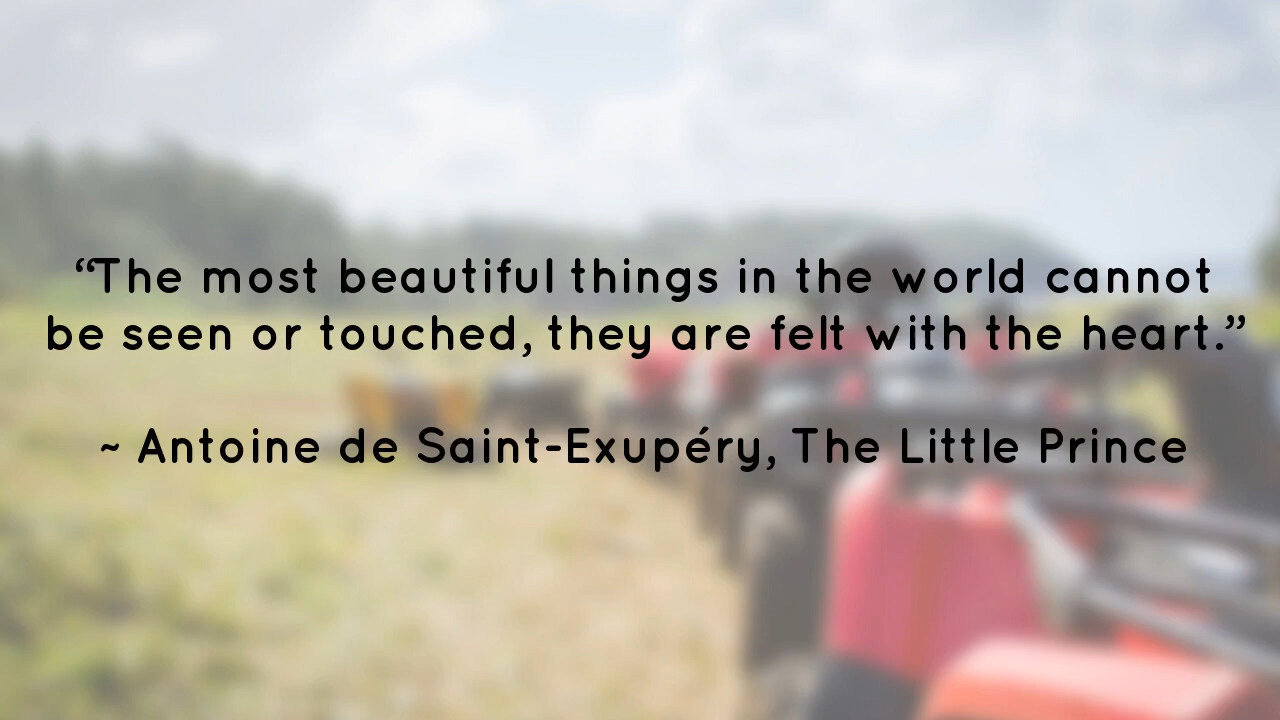 “The most beautiful things in the world cannot
be seen or touched, they are felt with the heart.”
~ Antoine de Saint-Exupéry, The Little Prince